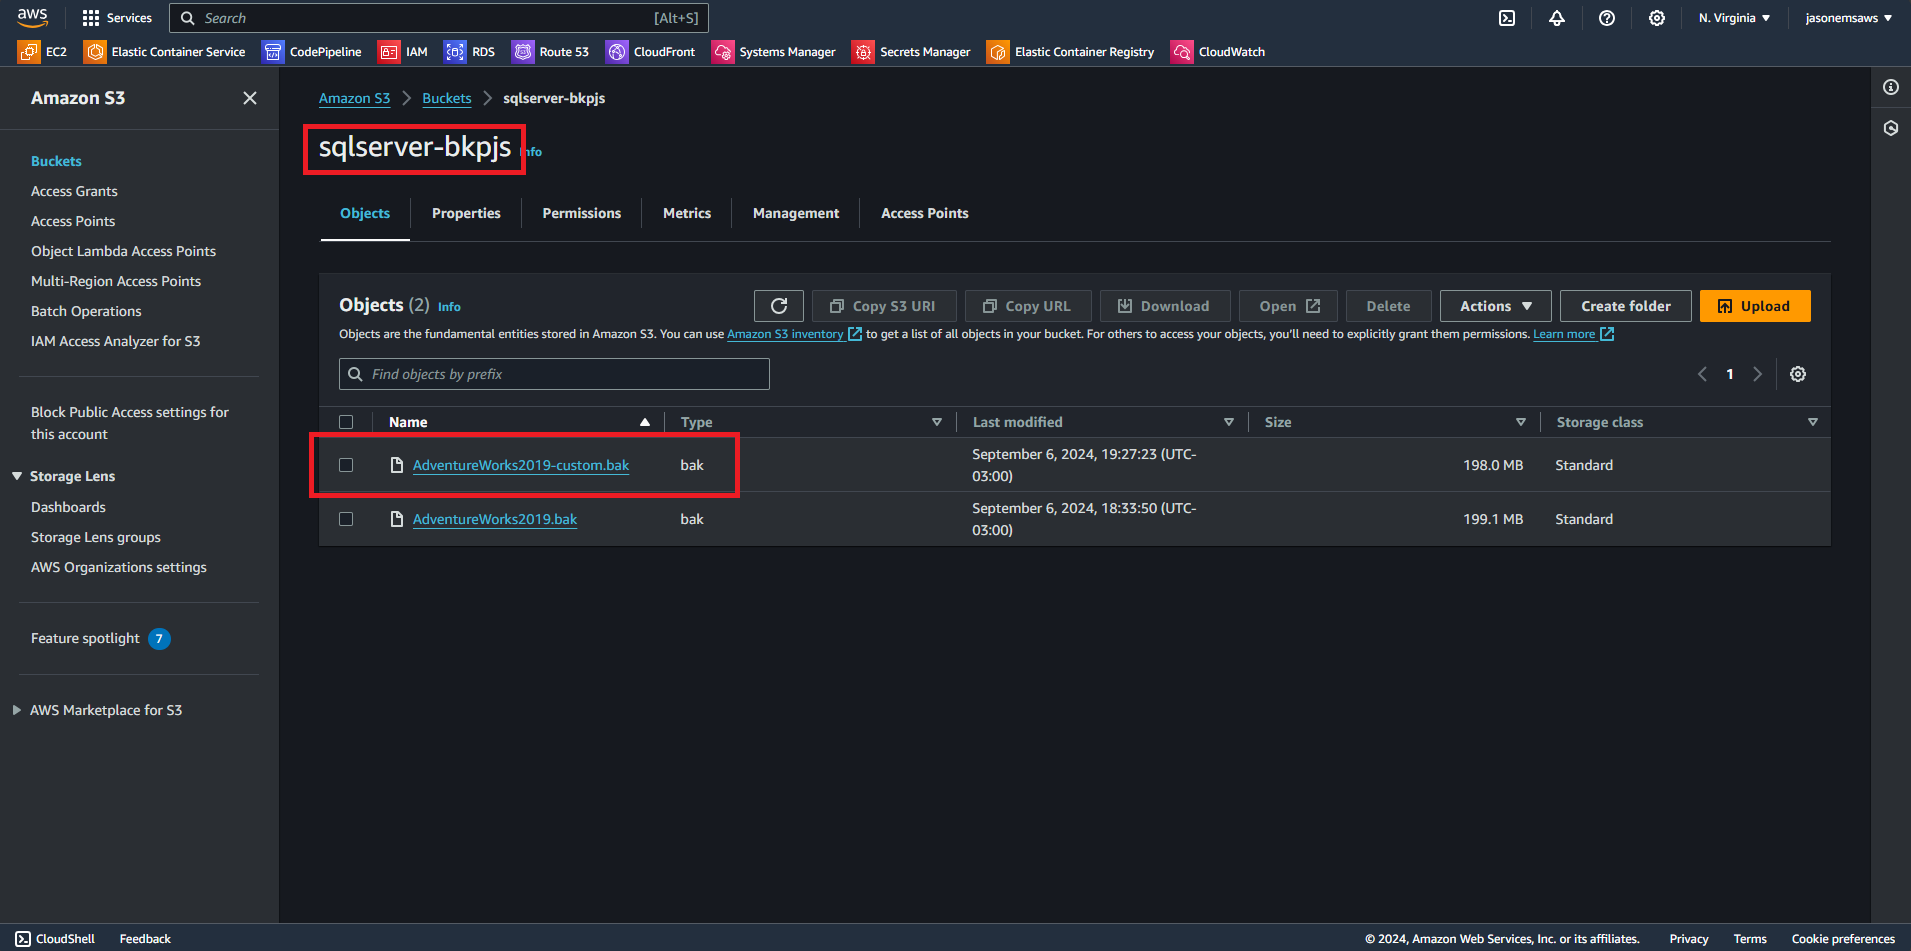 aws Services Search [Alt+S] N. Virginia jasonemsaws
EC2 Elastic Container Service CodePipeline IAM RDS Route 53 CloudFront Systems Manager Secrets Manager Elastic Container Registry CloudWatch
Amazon S3
Buckets
Access Grants
Access Points
Object Lambda Access Points
Multi-Region Access Points
Batch Operations
IAM Access Analyzer for S3
Block Public Access settings for
this account
Storage Lens
Dashboards
Storage Lens groups
AWS Organizations settings
Feature spotlight 7
AWS Marketplace for S3
Amazon S3 Buckets sqlserver-bkpjs
sqlserver-bkpjs Info
Objects Properties Permissions Metrics Management Access Points
Objects (2) Info Copy S3 URI Copy URL Download Open Delete Actions Create folder Upload
Objects are the fundamental entities stored in Amazon S3. You can use Amazon S3 inventory to get a list of all objects in your bucket. For others to access your objects, you'll need to explicitly grant them permissions. Learn more
Find objects by prefix 1
Name Type Last modified Size Storage class
AdventureWorks2019-custom.bak bak September 6, 2024, 19:27:23 (UTC-
03:00) 198.0 MB Standard
AdventureWorks2019.bak bak September 6, 2024, 18:33:50 (UTC-
03:00) 199.1 MB Standard
CloudShell Feedback © 2024, Amazon Web Services, Inc. or its affiliates. Privacy Terms Cookie preferences